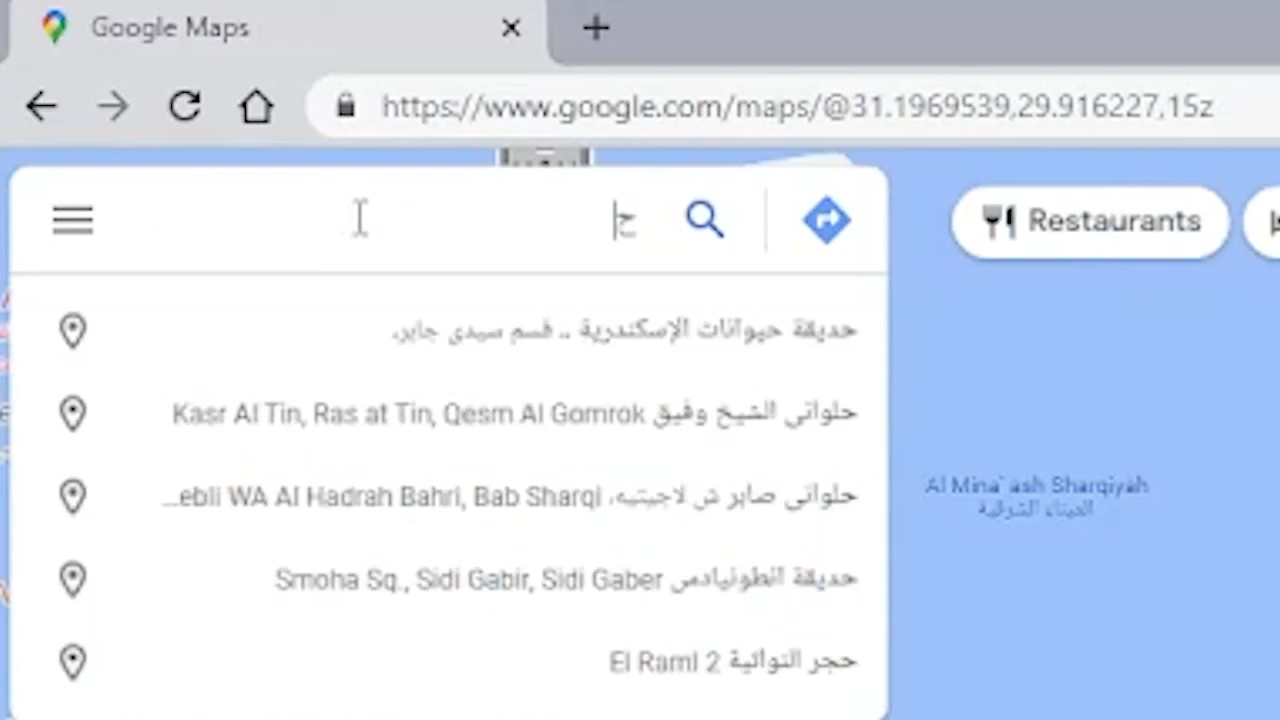 Google Maps
https://www.google.com/maps/@31.1969539,29.916227,15z
ح
Restaurants
حديقة حيوانات الإسكندرية .. قسم سيدى جابر،
حلوانى الشيخ وفيق Kasr Al Tin, Ras at Tin, Qesm Al Gomrok
حلوانى صابر ش لاجيتيه، ebli WA Al Hadrah Bahri, Bab Sharqi...
Al Mina' ash Sharqiyah
الميناء الشرقية
حديقة انطونيادس Smoha Sq., Sidi Gabir, Sidi Gaber
حجر النواتية El Raml 2